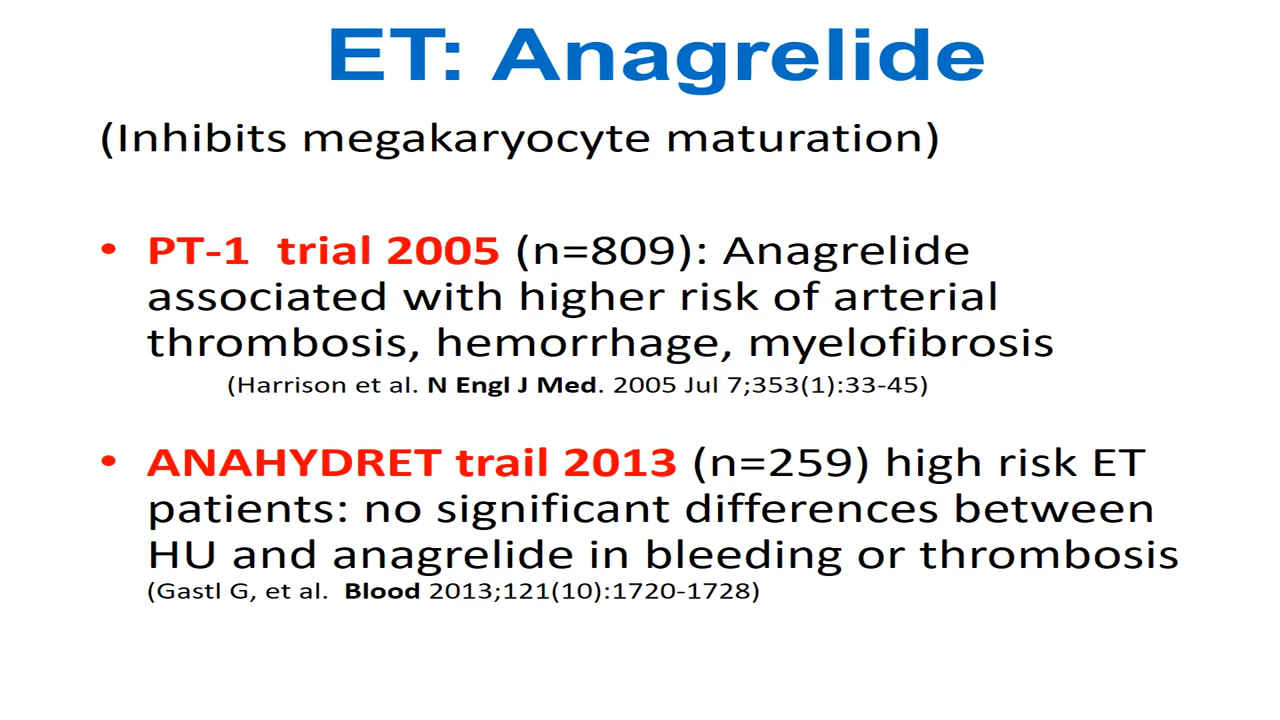 ET: Anagrelide
(Inhibits megakaryocyte maturation)
• PT-1 trial 2005 (n=809): Anagrelide
associated with higher risk of arterial
thrombosis, hemorrhage, myelofibrosis
(Harrison et al. N Engl J Med. 2005 Jul 7;353(1):33-45)
• ANAHYDRET trail 2013 (n=259) high risk ET
patients: no significant differences between
HU and anagrelide in bleeding or thrombosis
(Gastl G, et al. Blood 2013;121(10):1720-1728)